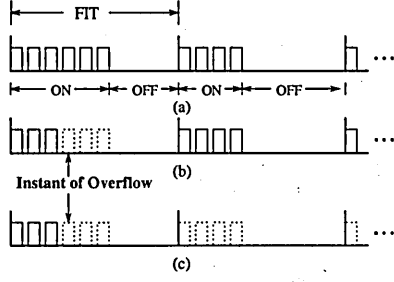 FIT
ON OFF ON OFF
(a)
(b)
Instant of Overflow
(c)